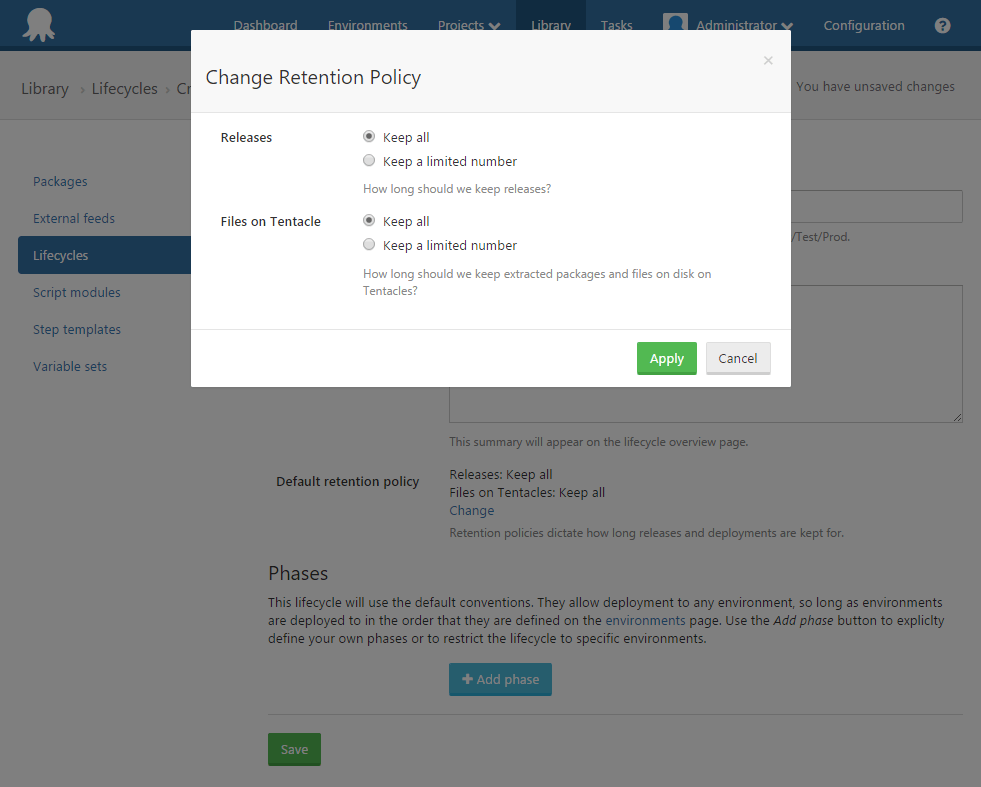 Dashboard Environments Projects Library Tasks Administrator Configuration ?
Library › Lifecycles › Cr
You have unsaved changes
Change Retention Policy ×
Releases
Keep all
Keep a limited number
How long should we keep releases?
Files on Tentacle
Keep all
Keep a limited number
How long should we keep extracted packages and files on disk on
Tentacles?
Apply Cancel
Packages
External feeds
Lifecycles
Script modules
Step templates
Variable sets
/Test/Prod.
This summary will appear on the lifecycle overview page.
Default retention policy
Releases: Keep all
Files on Tentacles: Keep all
Change
Retention policies dictate how long releases and deployments are kept for.
Phases
This lifecycle will use the default conventions. They allow deployment to any environment, so long as environments
are deployed to in the order that they are defined on the environments page. Use the Add phase button to explicity
define your own phases or to restrict the lifecycle to specific environments.
+ Add phase
Save